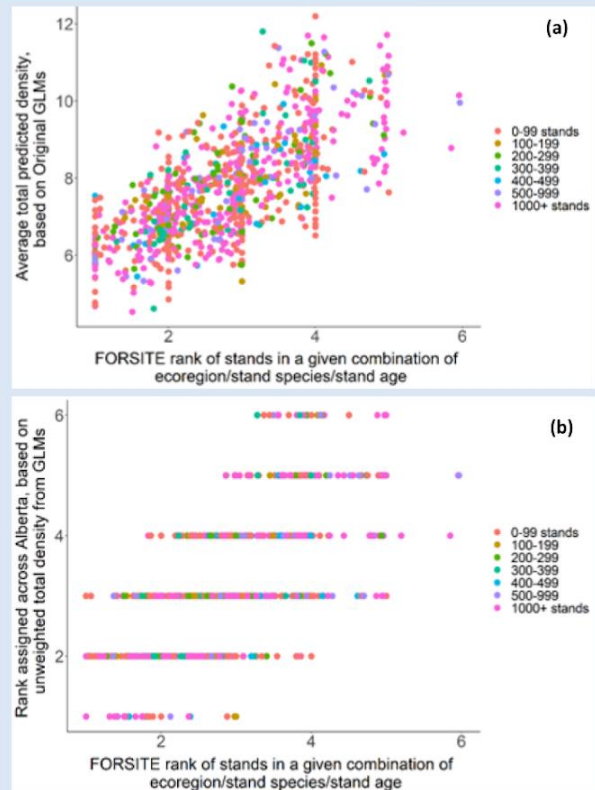 (a)
Average total predicted density,
based on Original GLMs
12
10
8
6
2
4
6
FORSITE rank of stands in a given combination of
ecoregion/stand species/stand age
0-99 stands
100-199
200-299
300-399
400-499
500-999
1000+ stands
(b)
Rank assigned across Alberta, based on
unweighted total density from GLMs
6
4
2
2
4
6
FORSITE rank of stands in a given combination of
ecoregion/stand species/stand age
0-99 stands
100-199
200-299
300-399
400-499
500-999
1000+ stands